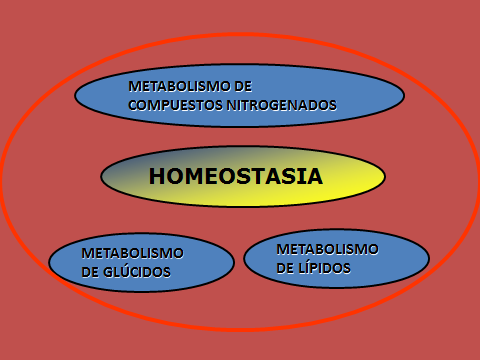 METABOLISMO DE
COMPUESTOS NITROGENADOS
HOMEOSTASIA
METABOLISMO
DE GLÚCIDOS
METABOLISMO
DE LÍPIDOS